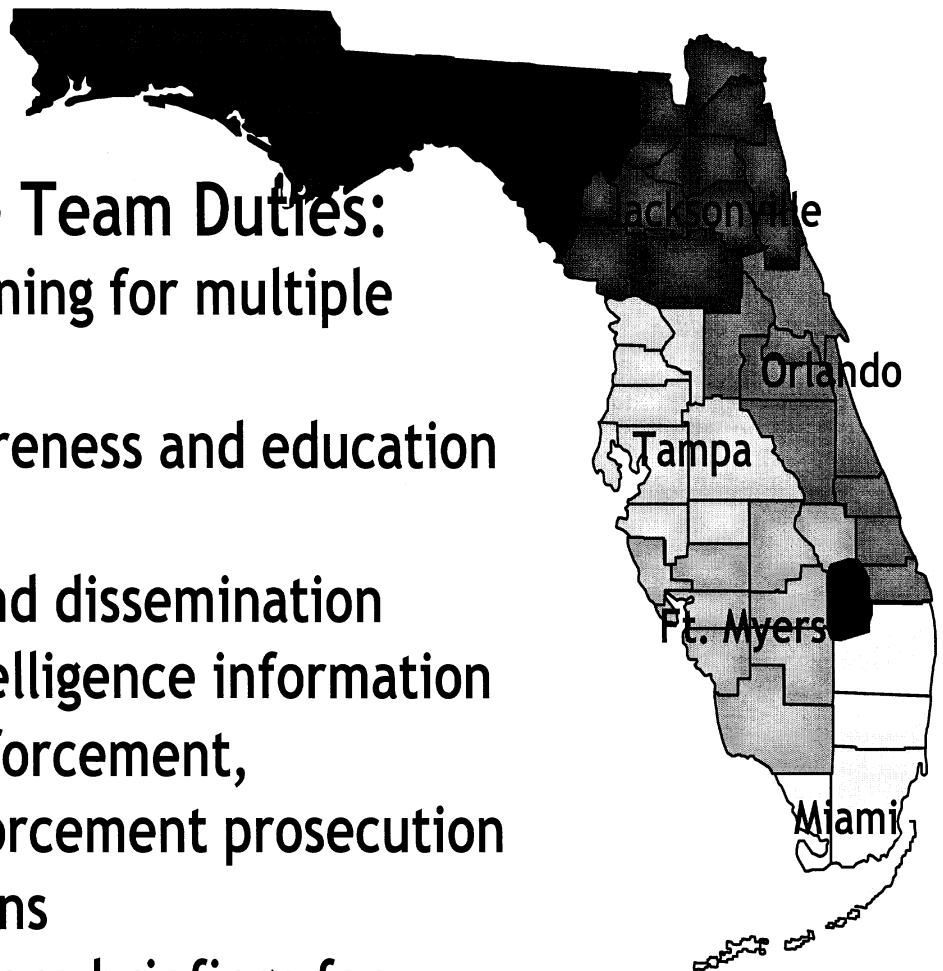 Team Duties:
ning for multiple
reness and education
nd dissemination
elligence information
forcement,
orcement prosecution
ns
Jacksonville
Orlando
Tampa
Ft. Myers
Miami